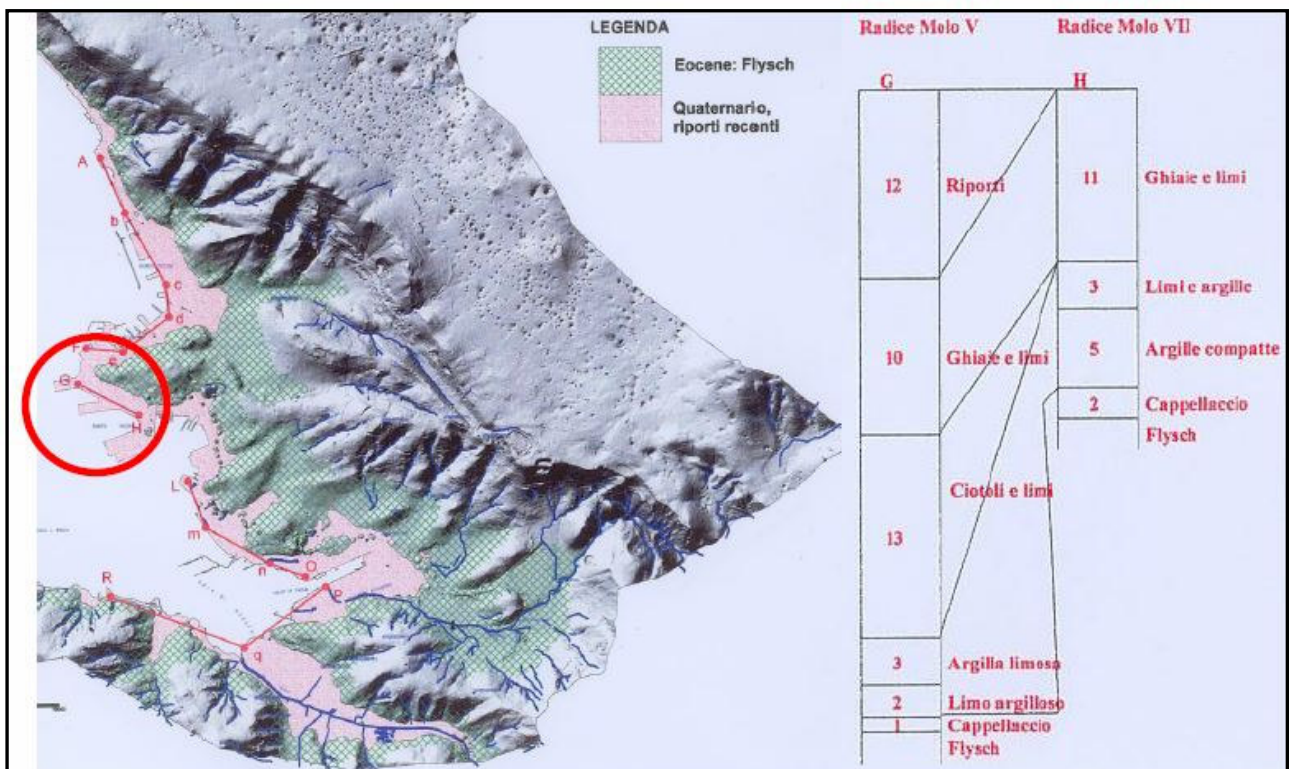 LEGENDA
Eocene: Flysch
Quaternario,
riporti recenti
A
b
c
d
F
e
G
H
L
m
n
O
P
R
q
Radice Molo V
Radice Molo VII
G
H
12
Riporti
11
Ghiaie e limi
3
Limi e argille
10
Ghiaie e limi
5
Argille compatte
2
Cappellaccio
Flysch
13
Ciotoli e limi
3
Argilla limosa
2
Limo argilloso
1
Cappellaccio
Flysch